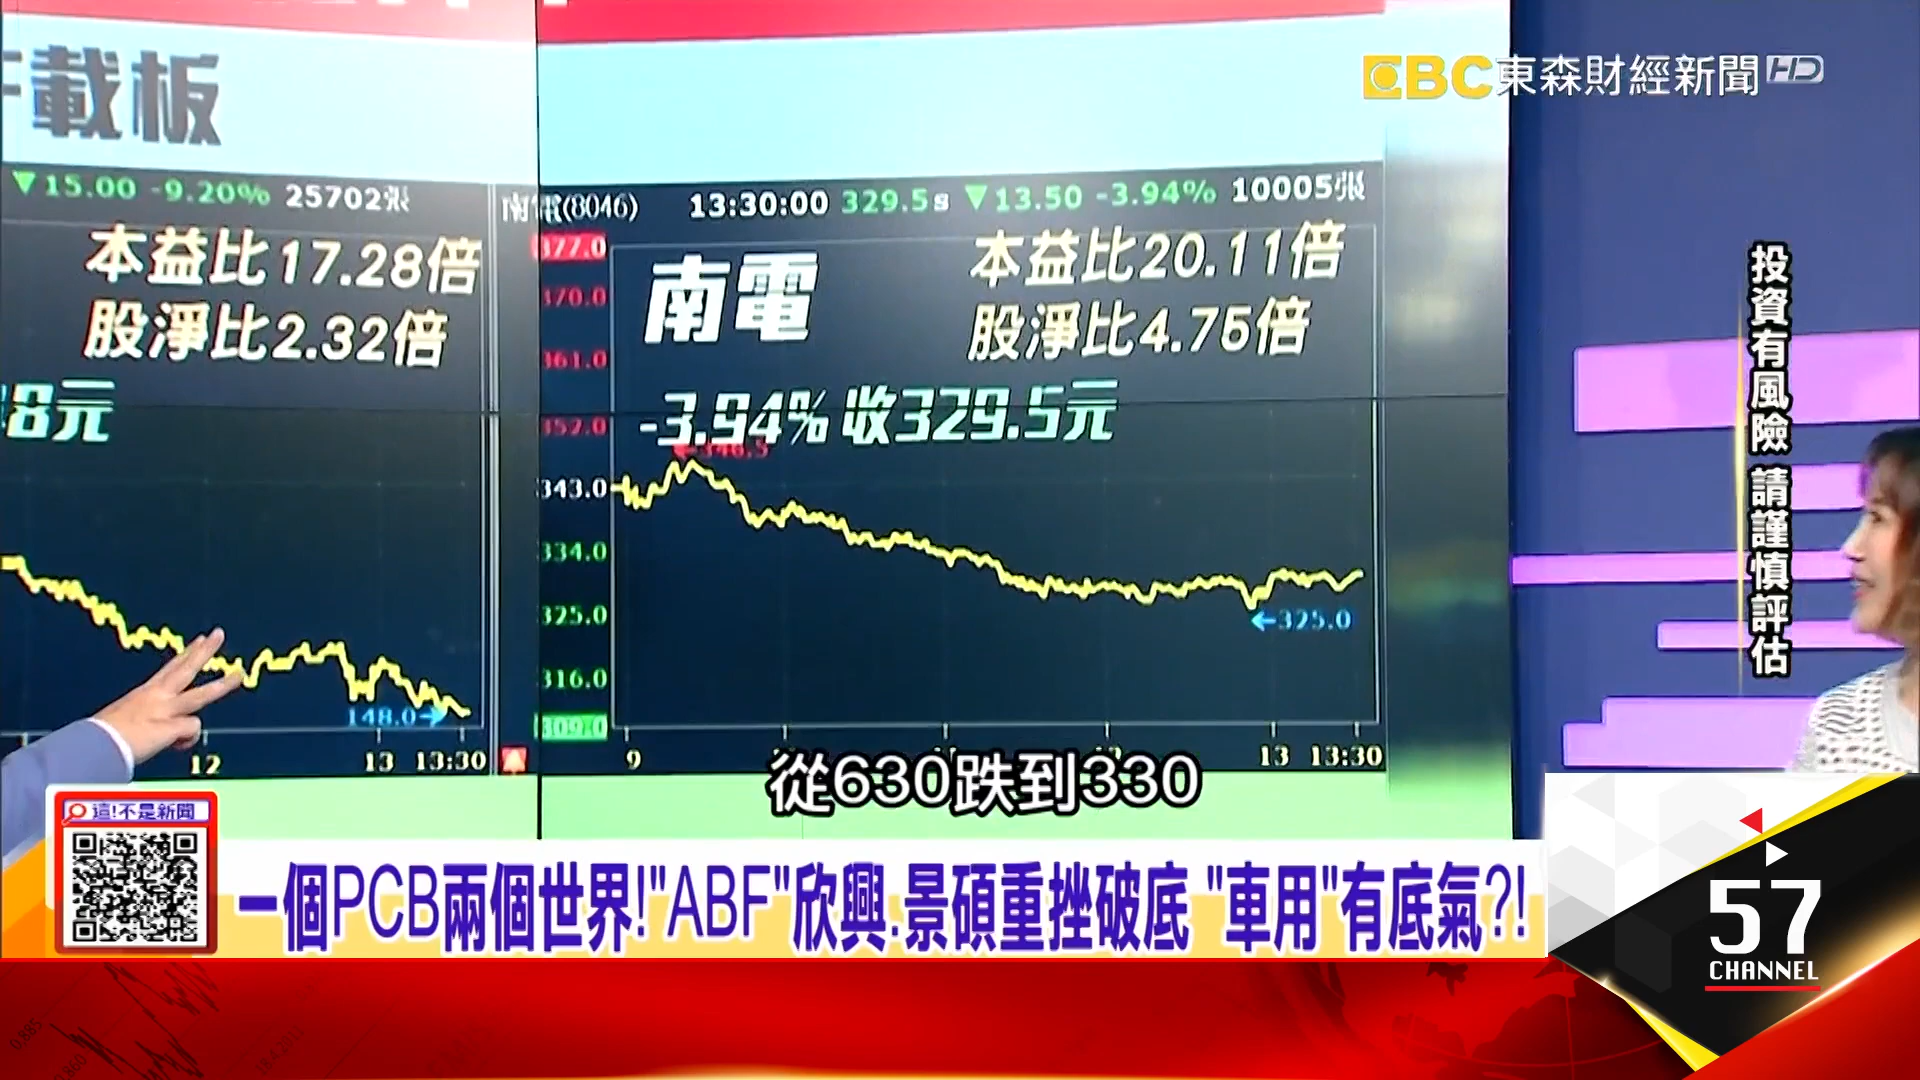 載板
EBC東森財經新聞HD
▼15.00 -9.20% 25702張
本益比17.28倍
股淨比2.32倍
8元
148.0→
12 13 13:30
南電(8046) 13:30:00 329.5s ▼13.50 -3.94% 10005張
南電
本益比20.11倍
股淨比4.75倍
-3.94% 收329.5元
377.0
370.0
361.0
352.0
343.0
334.0
325.0
316.0
309.0
←346.5
←325.0
9 13 13:30
投資有風險 請謹慎評估
從630跌到330
這!不是新聞
一個PCB兩個世界!"ABF"欣興.景碩重挫破底 "車用"有底氣?!
57
CHANNEL